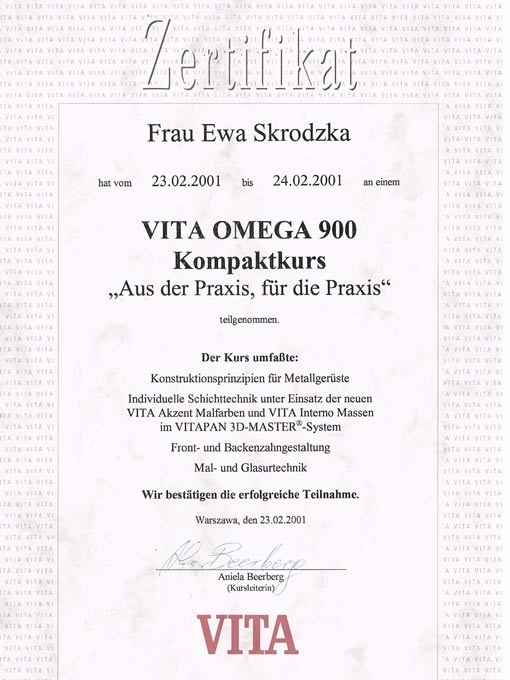 Zertifikat
Frau Ewa Skrodzka
hat vom 23.02.2001 bis 24.02.2001 an einem
VITA OMEGA 900
Kompaktkurs
„Aus der Praxis, für die Praxis“
teilgenommen.
Der Kurs umfaßte:
Konstruktionsprinzipien für Metallgerüste
Individuelle Schichttechnik unter Einsatz der neuen
VITA Akzent Malfarben und VITA Interno Massen
im VITAPAN 3D-MASTER®-System
Front- und Backenzahngestaltung
Mal- und Glasurtechnik
Wir bestätigen die erfolgreiche Teilnahme.
Warszawa, den 23.02.2001
Beerberg
Aniela Beerberg
(Kursleiterin)
VITA